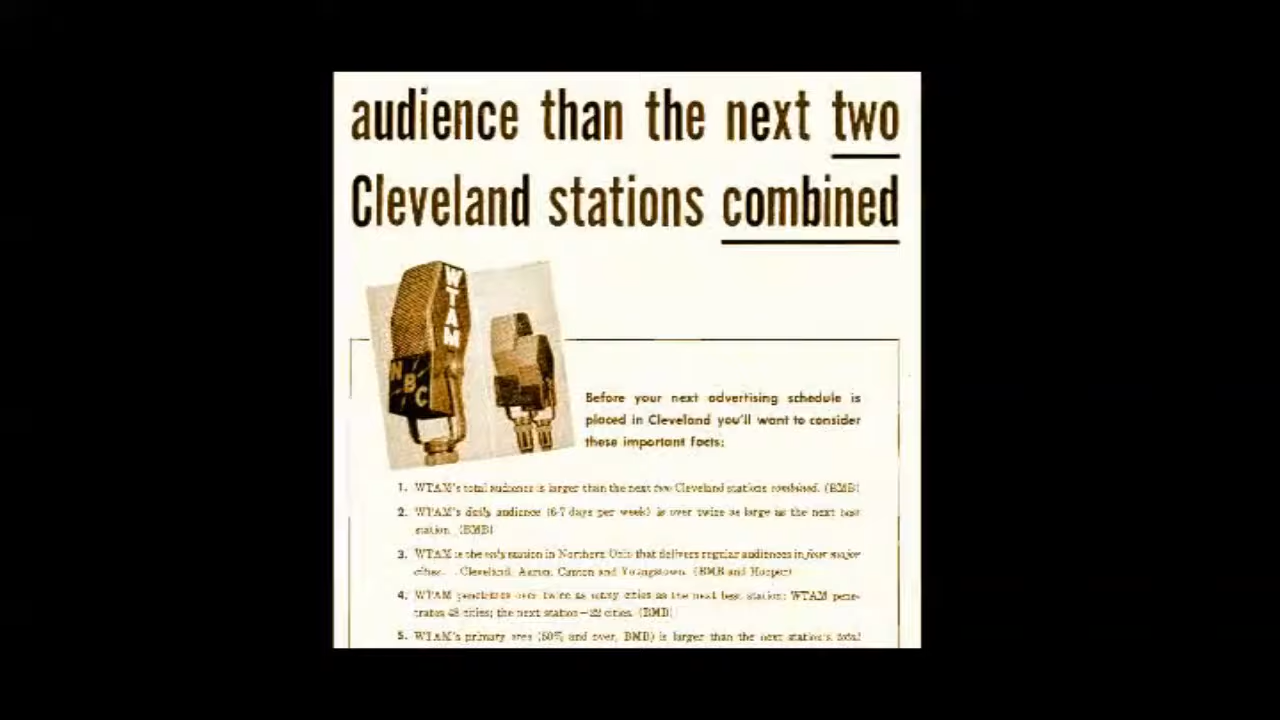 audience than the next two
Cleveland stations combined
WTAM
NBC
Before your next advertising schedule is
placed in Cleveland you'll want to consider
these important facts:
1. WTAM's total audience is larger than the next two Cleveland stations combined. (BMB)
2. WTAM's daily audience (6-7 days per week) is over twice as large as the next best
station. (BMB)
3. WTAM is the only station in Northern Ohio that delivers regular audiences in four major
cities... Cleveland, Akron, Canton and Youngstown. (BMB and Hooper)
4. WTAM penetrates over twice as many cities as the next best station: WTAM pene-
trates 48 cities; the next station—22 cities. (BMB)
5. WTAM's primary area (50% and over, BMB) is larger than the next station's total